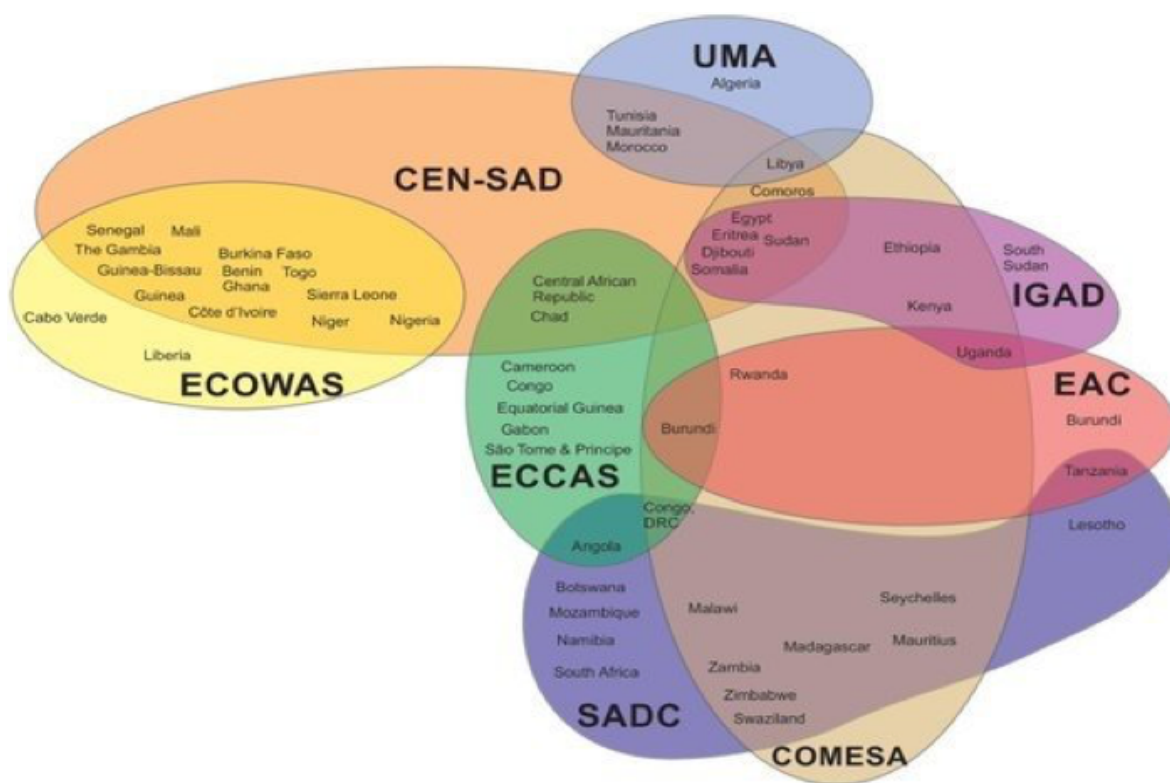 UMA
Algeria
Tunisia
Mauritania
Morocco
CEN-SAD
Libya
Comoros
Egypt
Eritrea
Sudan
Djibouti
Somalia
Ethiopia
South
Sudan
IGAD
Kenya
Uganda
Senegal
Mali
The Gambia
Burkina Faso
Guinea-Bissau
Benin
Togo
Ghana
Guinea
Sierra Leone
Côte d'Ivoire
Niger
Nigeria
Cabo Verde
Liberia
ECOWAS
Central African
Republic
Chad
Cameroon
Congo
Equatorial Guinea
Gabon
São Tome & Principe
ECCAS
Rwanda
Burundi
EAC
Burundi
Tanzania
Congo,
DRC
Angola
Lesotho
Botswana
Mozambique
Namibia
South Africa
SADC
Malawi
Seychelles
Madagascar
Mauritius
Zambia
Zimbabwe
Swaziland
COMESA